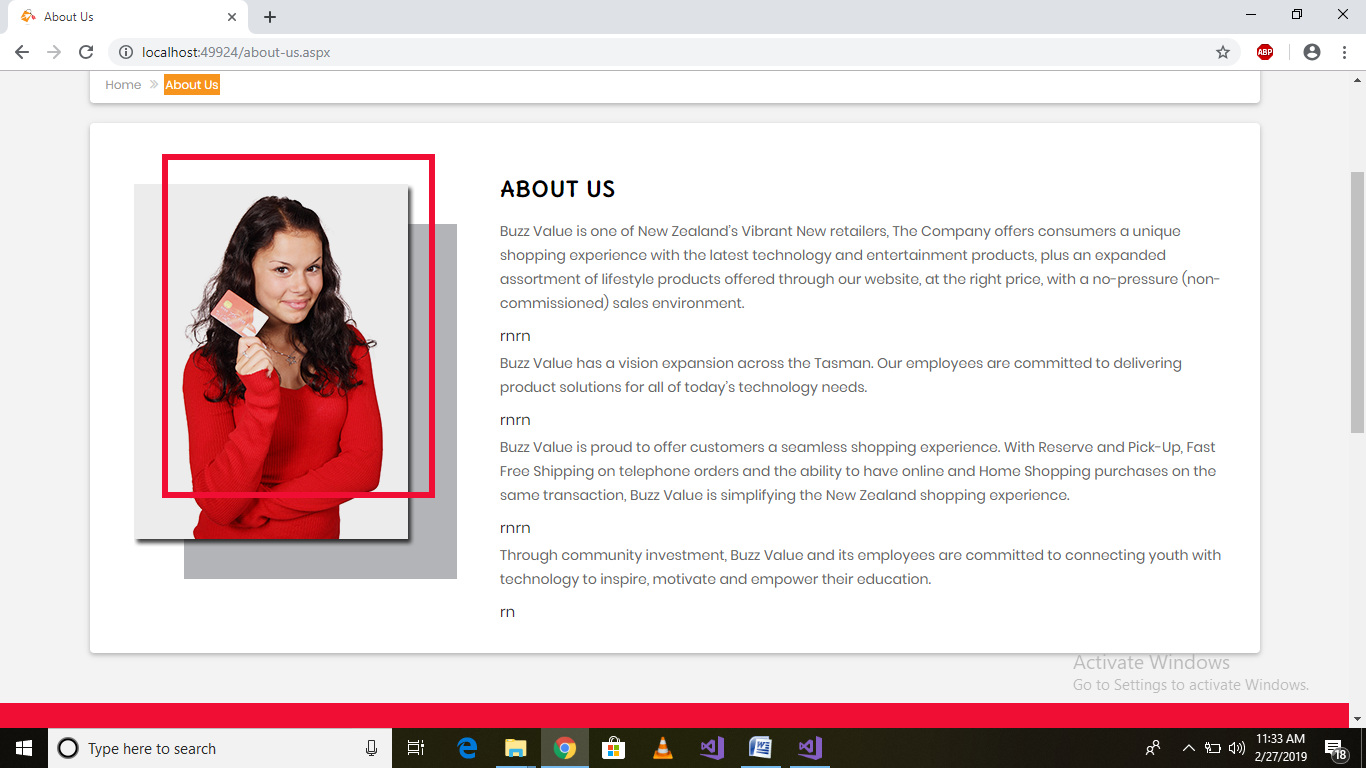 About Us
localhost:49924/about-us.aspx
ABP
Home » About Us
ABOUT US
Buzz Value is one of New Zealand's Vibrant New retailers, The Company offers consumers a unique
shopping experience with the latest technology and entertainment products, plus an expanded
assortment of lifestyle products offered through our website, at the right price, with a no-pressure (non-
commissioned) sales environment.
rnrn
Buzz Value has a vision expansion across the Tasman. Our employees are committed to delivering
product solutions for all of today's technology needs.
rnrn
Buzz Value is proud to offer customers a seamless shopping experience. With Reserve and Pick-Up, Fast
Free Shipping on telephone orders and the ability to have online and Home Shopping purchases on the
same transaction, Buzz Value is simplifying the New Zealand shopping experience.
rnrn
Through community investment, Buzz Value and its employees are committed to connecting youth with
technology to inspire, motivate and empower their education.
rn
Activate Windows
Go to Settings to activate Windows.
Type here to search
11:33 AM
2/27/2019
18